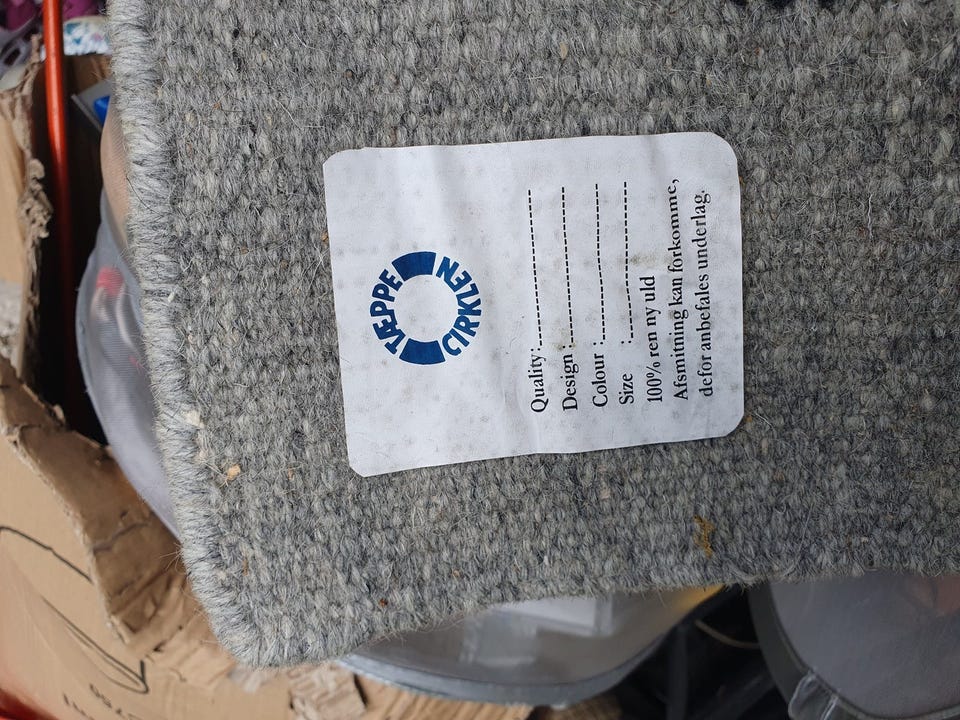 TÆPPE
CIRKLEN
Quality:
Design :
Colour :
Size :
100% ren ny uld
Afsmitning kan forkomme,
defor anbefales underlag.